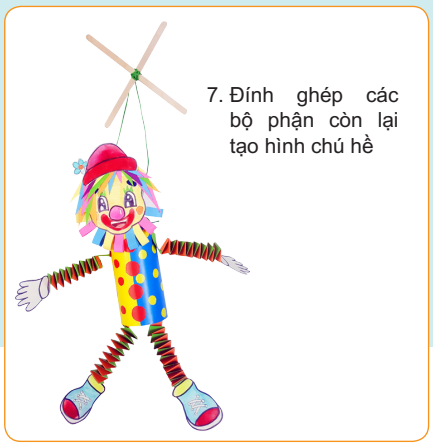 7. Đính ghép các
bộ phận còn lại
tạo hình chú hề